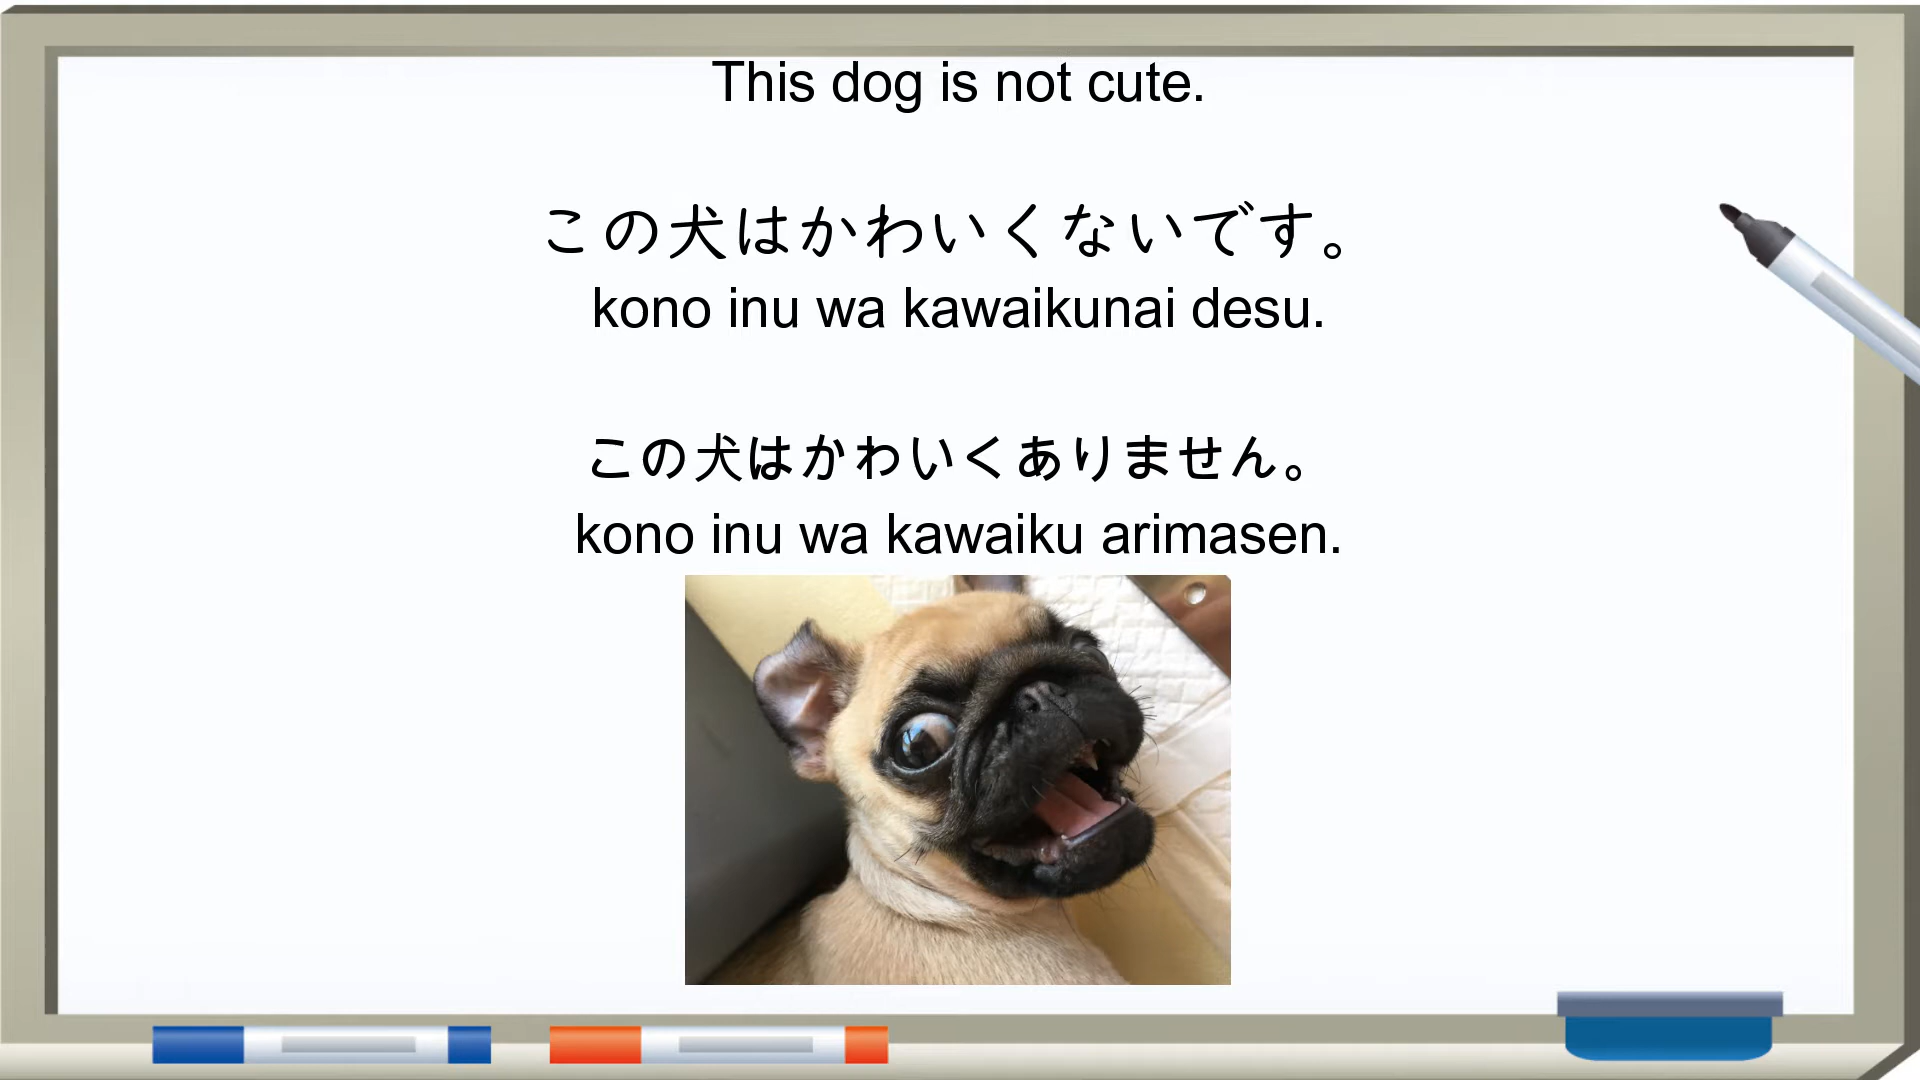 This dog is not cute.
この犬はかわいくないです。
kono inu wa kawaikunai desu.
この犬はかわいくありません。
kono inu wa kawaiku arimasen.